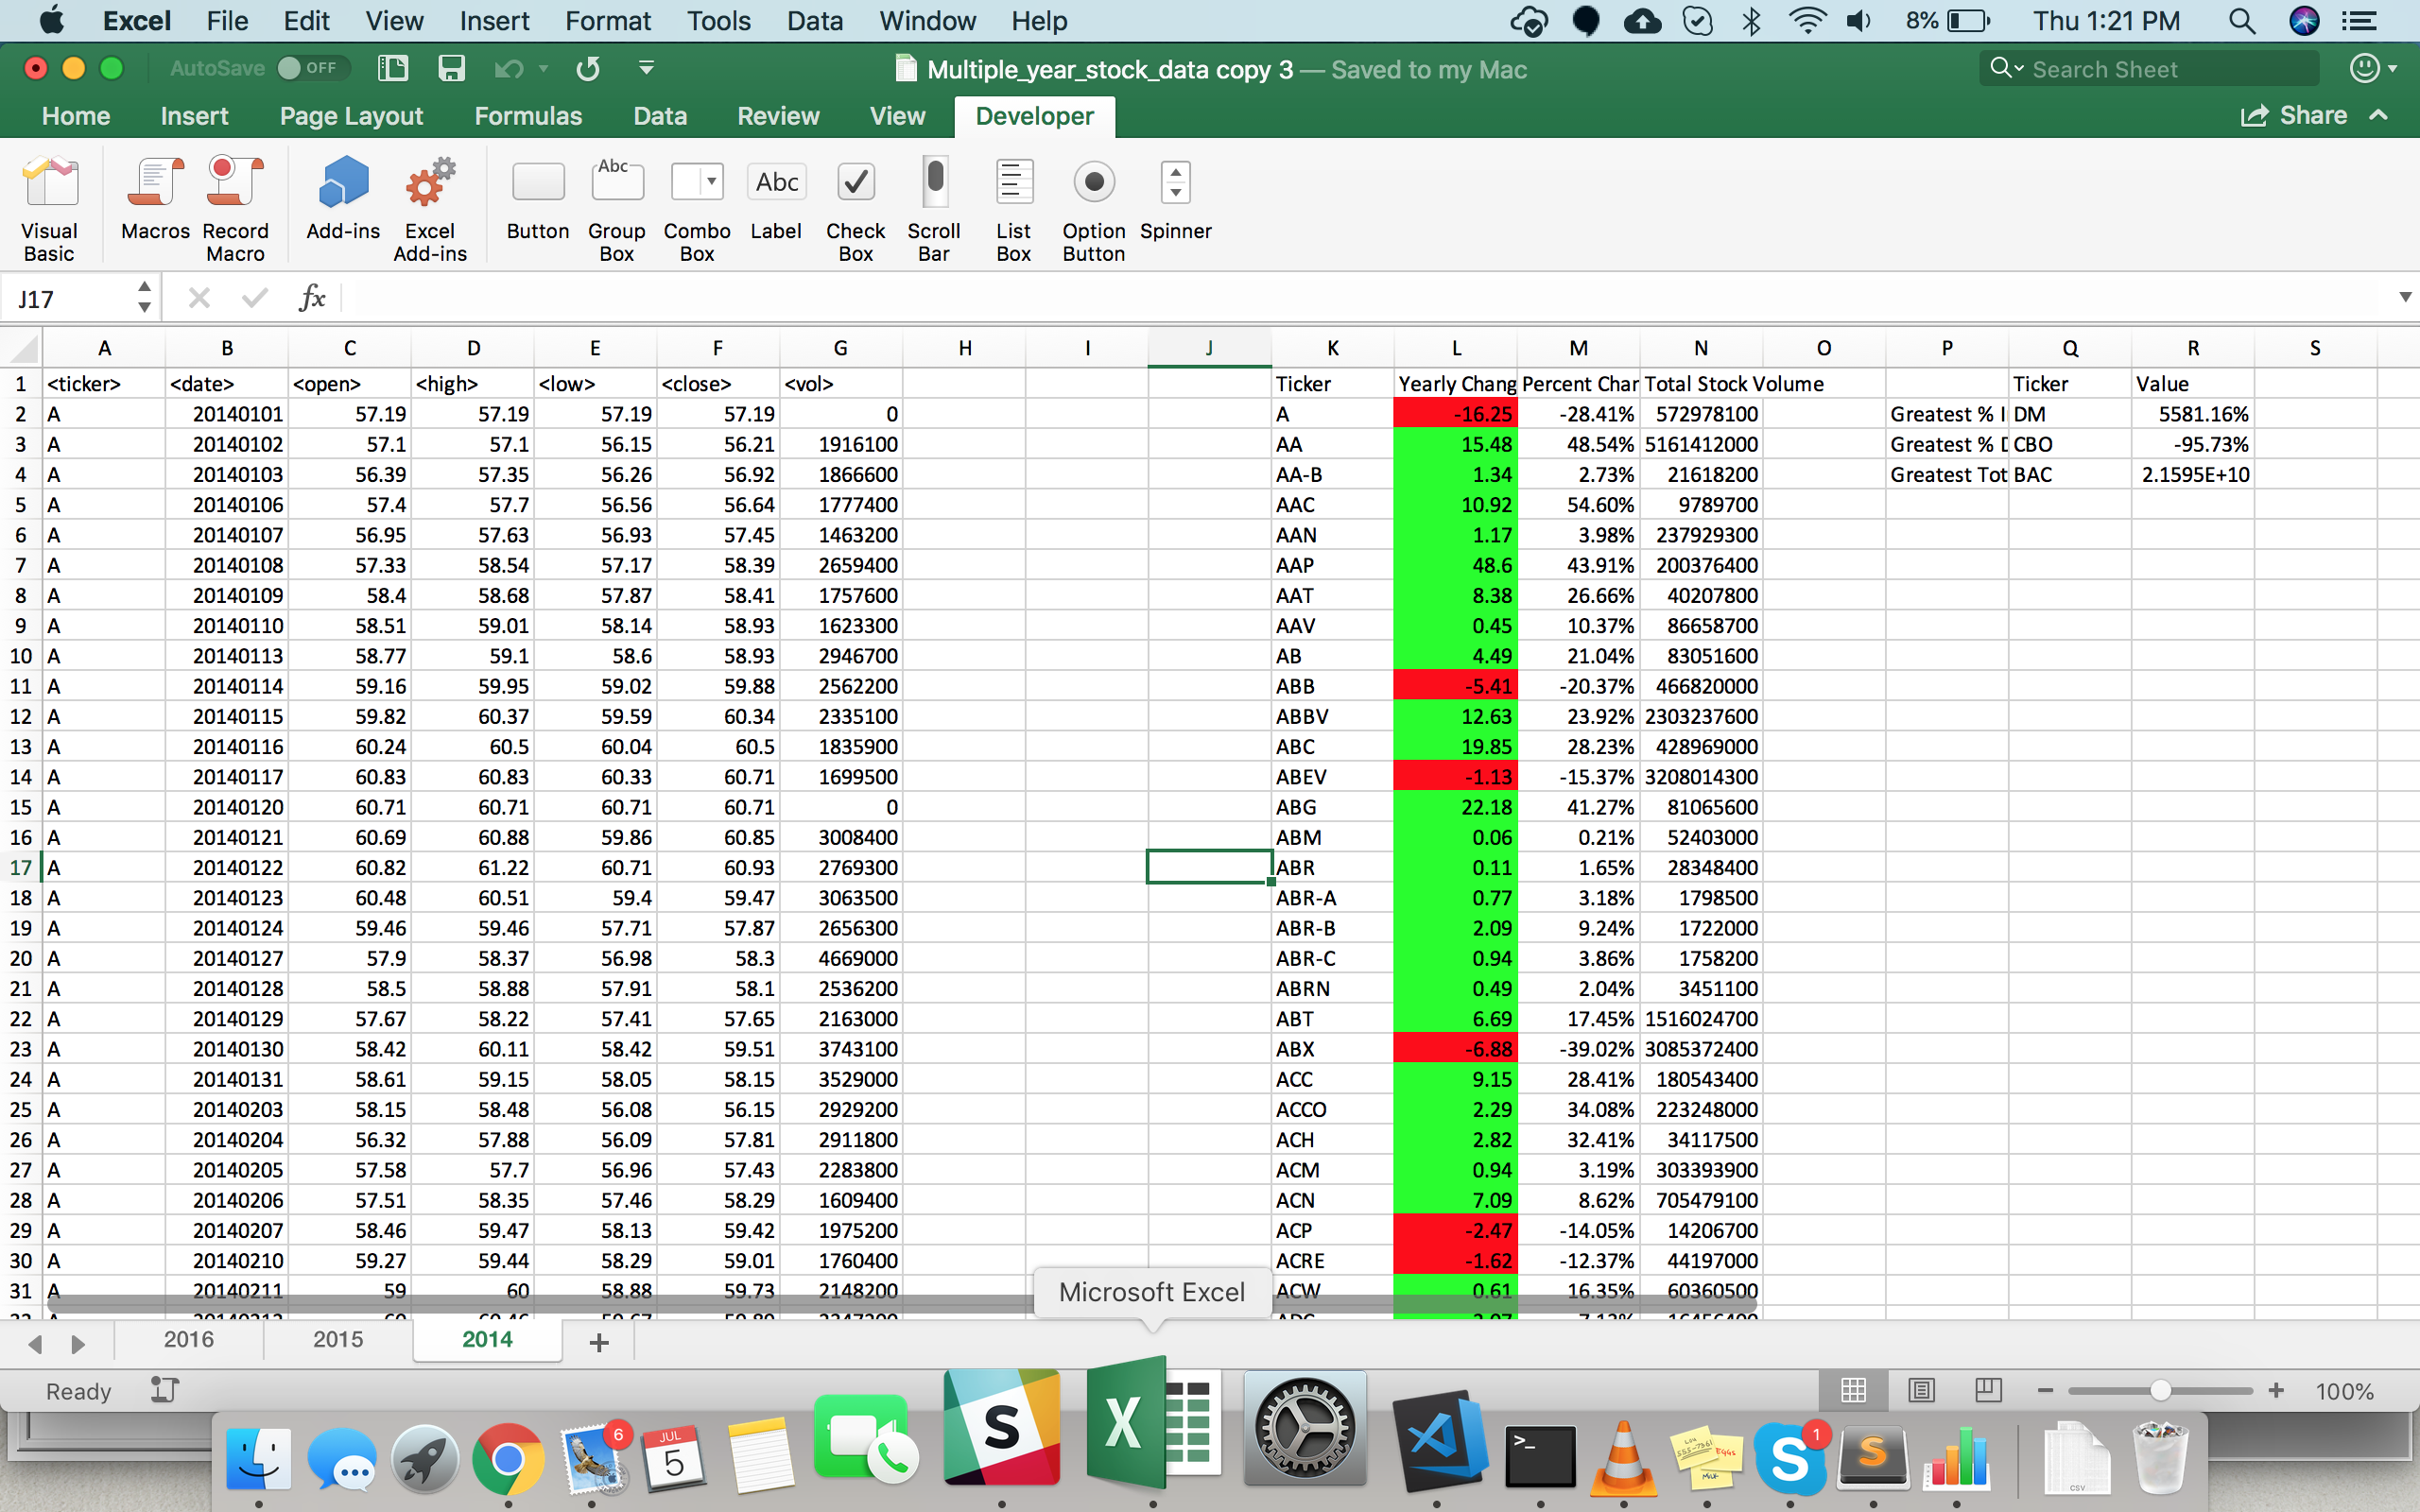 Excel File Edit View Insert Format Tools Data Window Help 8% Thu 1:21 PM
AutoSave OFF Multiple_year_stock_data copy 3 — Saved to my Mac Search Sheet
Home Insert Page Layout Formulas Data Review View Developer Share
Visual Basic Macros Record Macro Add-ins Excel Add-ins Button Abc Group Box Combo Box Abc Label Check Box Scroll Bar List Box Option Button Spinner
J17 fx
A B C D E F G H I J K L M N O P Q R S
1 <ticker> <date> <open> <high> <low> <close> <vol> Ticker Yearly Chang Percent Char Total Stock Volume Ticker Value
2 A 20140101 57.19 57.19 57.19 57.19 0 A -16.25 -28.41% 572978100 Greatest % I DM 5581.16%
3 A 20140102 57.1 57.1 56.15 56.21 1916100 AA 15.48 48.54% 5161412000 Greatest % D CBO -95.73%
4 A 20140103 56.39 57.35 56.26 56.92 1866600 AA-B 1.34 2.73% 21618200 Greatest Tot BAC 2.1595E+10
5 A 20140106 57.4 57.7 56.56 56.64 1777400 AAC 10.92 54.60% 9789700
6 A 20140107 56.95 57.63 56.93 57.45 1463200 AAN 1.17 3.98% 237929300
7 A 20140108 57.33 58.54 57.17 58.39 2659400 AAP 48.6 43.91% 200376400
8 A 20140109 58.4 58.68 57.87 58.41 1757600 AAT 8.38 26.66% 40207800
9 A 20140110 58.51 59.01 58.14 58.93 1623300 AAV 0.45 10.37% 86658700
10 A 20140113 58.77 59.1 58.6 58.93 2946700 AB 4.49 21.04% 83051600
11 A 20140114 59.16 59.95 59.02 59.88 2562200 ABB -5.41 -20.37% 466820000
12 A 20140115 59.82 60.37 59.59 60.34 2335100 ABBV 12.63 23.92% 2303237600
13 A 20140116 60.24 60.5 60.04 60.5 1835900 ABC 19.85 28.23% 428969000
14 A 20140117 60.83 60.83 60.33 60.71 1699500 ABEV -1.13 -15.37% 3208014300
15 A 20140120 60.71 60.71 60.71 60.71 0 ABG 22.18 41.27% 81065600
16 A 20140121 60.69 60.88 59.86 60.85 3008400 ABM 0.06 0.21% 52403000
17 A 20140122 60.82 61.22 60.71 60.93 2769300 ABR 0.11 1.65% 28348400
18 A 20140123 60.48 60.51 59.4 59.47 3063500 ABR-A 0.77 3.18% 1798500
19 A 20140124 59.46 59.46 57.71 57.87 2656300 ABR-B 2.09 9.24% 1722000
20 A 20140127 57.9 58.37 56.98 58.3 4669000 ABR-C 0.94 3.86% 1758200
21 A 20140128 58.5 58.88 57.91 58.1 2536200 ABRN 0.49 2.04% 3451100
22 A 20140129 57.67 58.22 57.41 57.65 2163000 ABT 6.69 17.45% 1516024700
23 A 20140130 58.42 60.11 58.42 59.51 3743100 ABX -6.88 -39.02% 3085372400
24 A 20140131 58.61 59.15 58.05 58.15 3529000 ACC 9.15 28.41% 180543400
25 A 20140203 58.15 58.48 56.08 56.15 2929200 ACCO 2.29 34.08% 223248000
26 A 20140204 56.32 57.88 56.09 57.81 2911800 ACH 2.82 32.41% 34117500
27 A 20140205 57.58 57.7 56.96 57.43 2283800 ACM 0.94 3.19% 303393900
28 A 20140206 57.51 58.35 57.46 58.29 1609400 ACN 7.09 8.62% 705479100
29 A 20140207 58.46 59.47 58.13 59.42 1975200 ACP -2.47 -14.05% 14206700
30 A 20140210 59.27 59.44 58.29 59.01 1760400 ACRE -1.62 -12.37% 44197000
31 A 20140211 59 60 58.88 59.73 2148200 ACW 0.61 16.35% 60360500
Microsoft Excel
2016 2015 2014
Ready 100%
6 JUL 5 S X >_ EGGS MILK S 1 S CSV